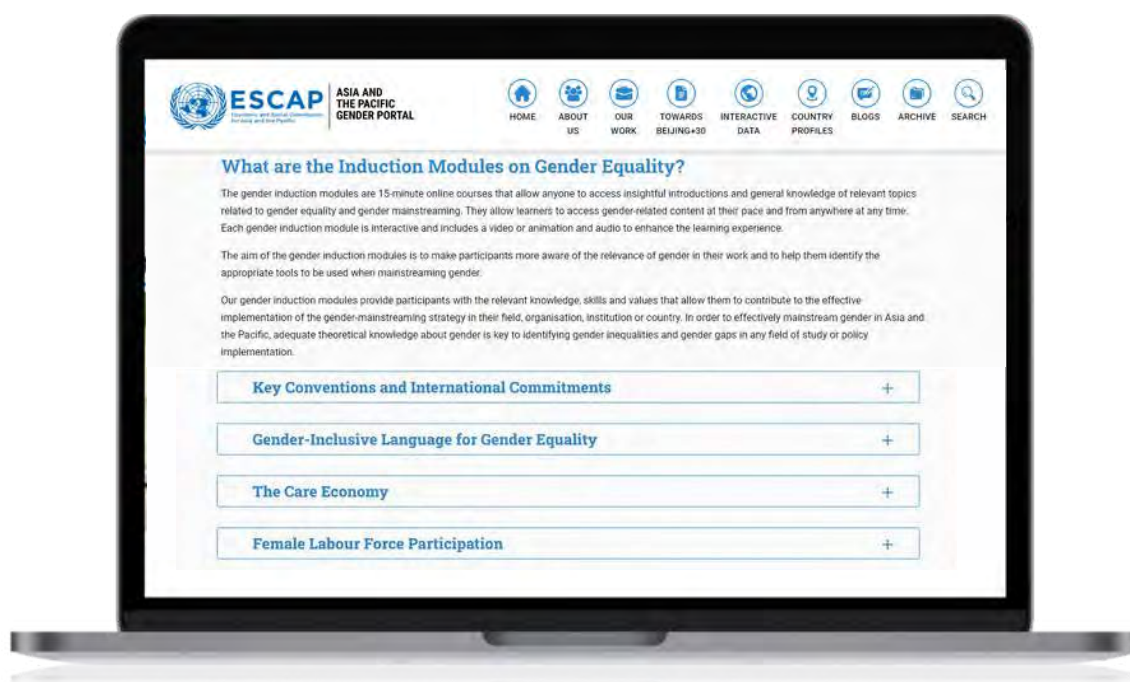 ESCAP
Economic and Social Commission
for Asia and the Pacific
ASIA AND
THE PACIFIC
GENDER PORTAL
HOME
ABOUT
US
OUR
WORK
TOWARDS
BEIJING+30
INTERACTIVE
DATA
COUNTRY
PROFILES
BLOGS
ARCHIVE
SEARCH
What are the Induction Modules on Gender Equality?
The gender induction modules are 15-minute online courses that allow anyone to access insightful introductions and general knowledge of relevant topics
related to gender equality and gender mainstreaming. They allow learners to access gender-related content at their pace and from anywhere at any time.
Each gender induction module is interactive and includes a video or animation and audio to enhance the learning experience.
The aim of the gender induction modules is to make participants more aware of the relevance of gender in their work and to help them identify the
appropriate tools to be used when mainstreaming gender.
Our gender induction modules provide participants with the relevant knowledge, skills and values that allow them to contribute to the effective
implementation of the gender-mainstreaming strategy in their field, organisation, institution or country. In order to effectively mainstream gender in Asia and
the Pacific, adequate theoretical knowledge about gender is key to identifying gender inequalities and gender gaps in any field of study or policy
implementation.
Key Conventions and International Commitments +
Gender-Inclusive Language for Gender Equality +
The Care Economy +
Female Labour Force Participation +